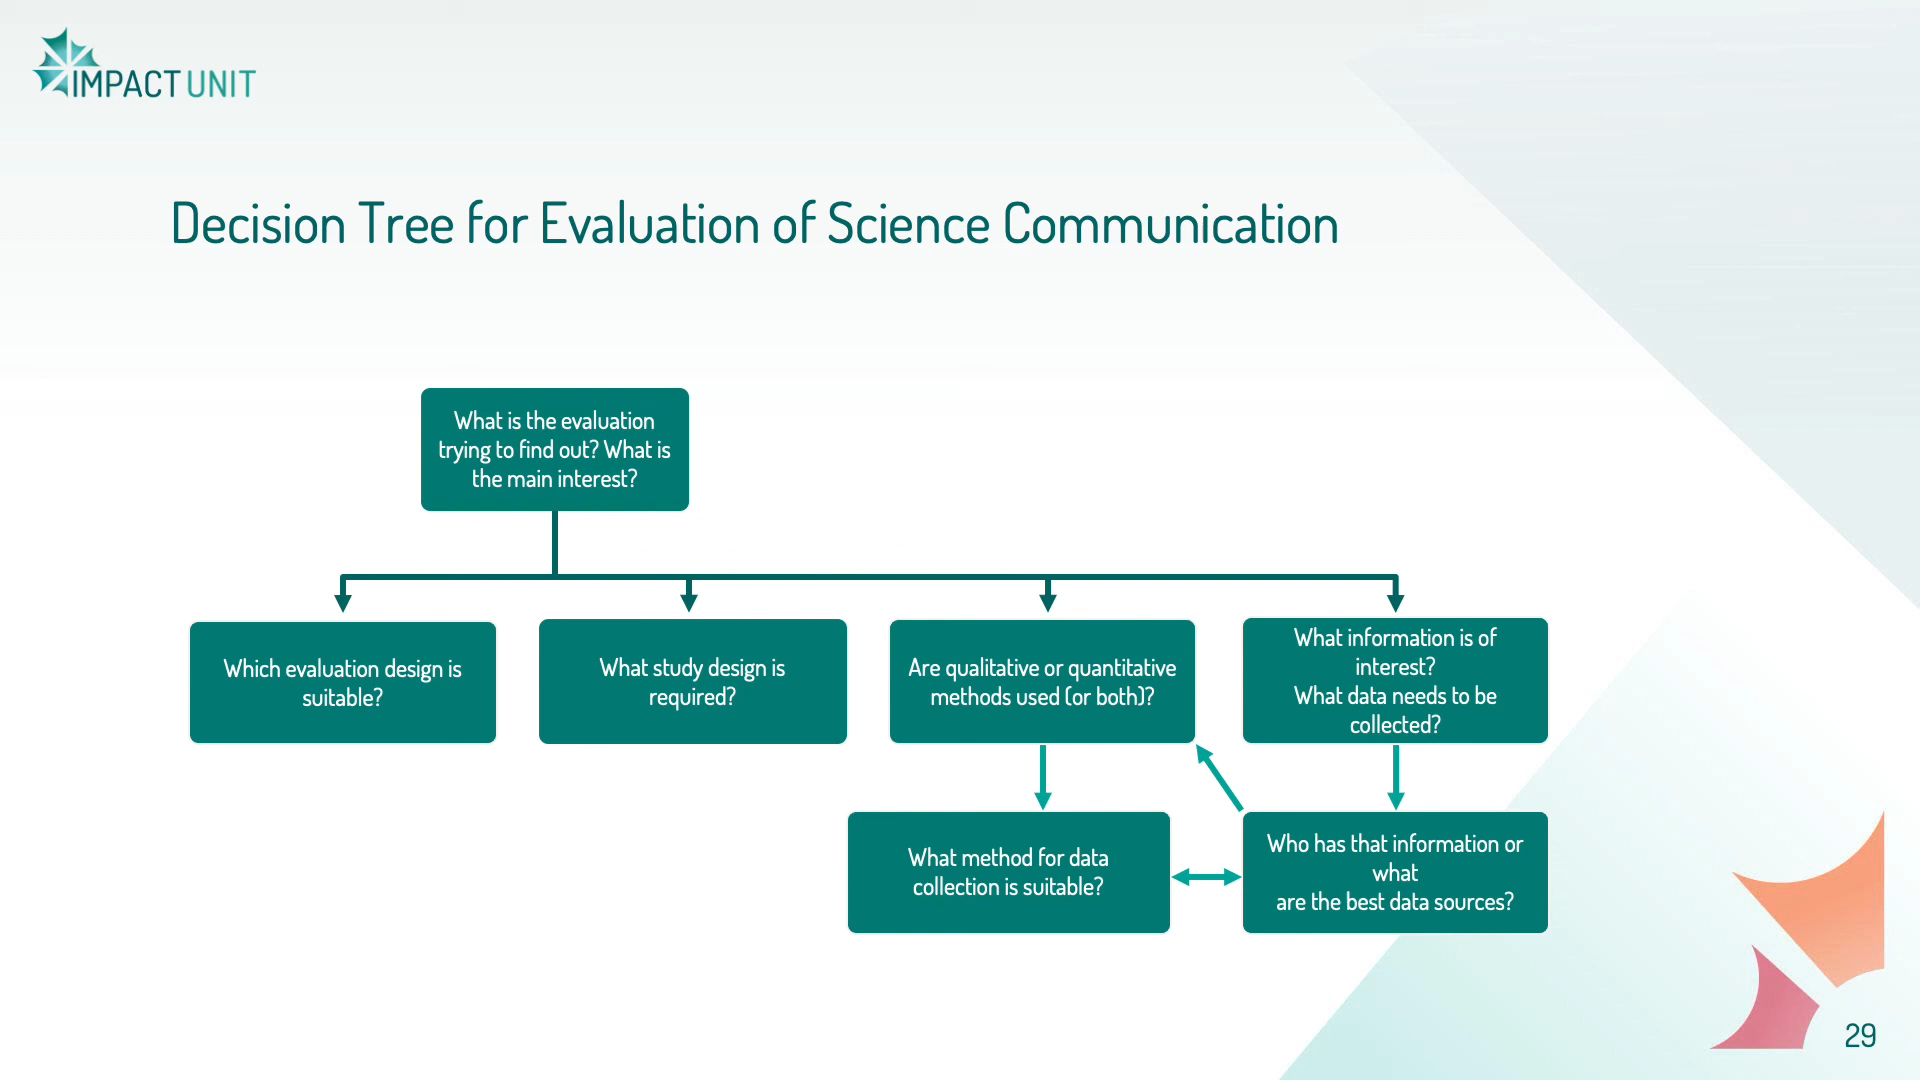 IMPACT UNIT
Decision Tree for Evaluation of Science Communication
What is the evaluation
trying to find out? What is
the main interest?
Which evaluation design is
suitable?
What study design is
required?
Are qualitative or quantitative
methods used (or both)?
What information is of
interest?
What data needs to be
collected?
What method for data
collection is suitable?
Who has that information or
what
are the best data sources?
29